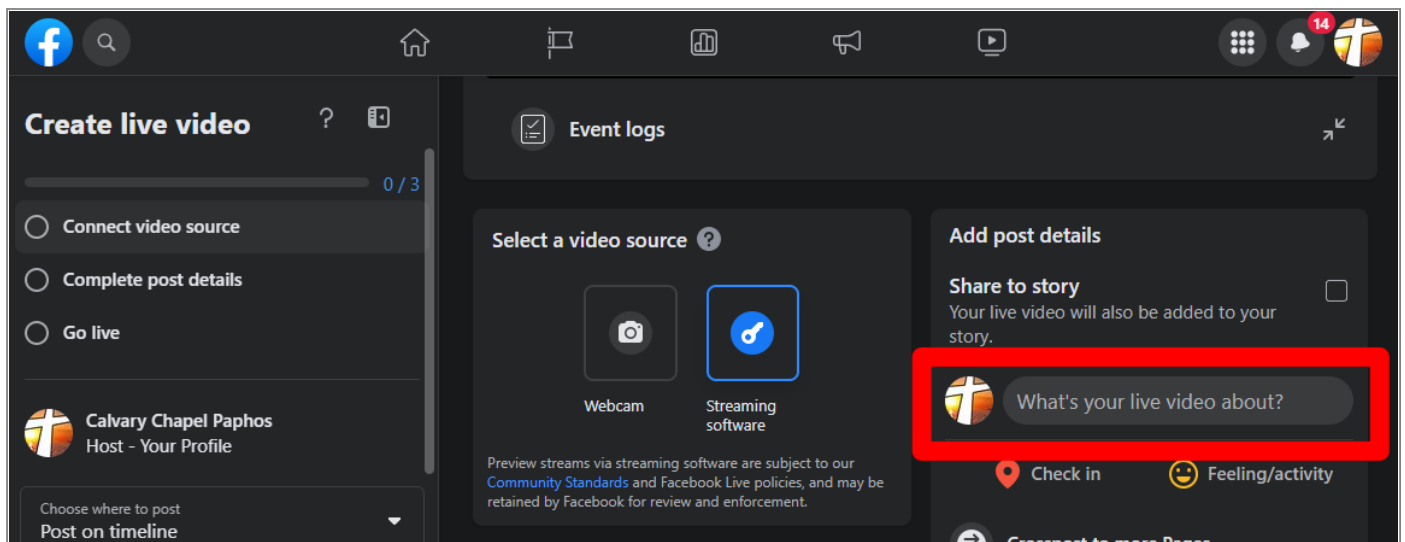 14
Create live video
?
0 / 3
Connect video source
Complete post details
Go live
Calvary Chapel Paphos
Host - Your Profile
Choose where to post
Post on timeline
Event logs
Select a video source ?
Webcam
Streaming
software
Preview streams via streaming software are subject to our
Community Standards and Facebook Live policies, and may be
retained by Facebook for review and enforcement.
Add post details
Share to story
Your live video will also be added to your
story.
What's your live video about?
Check in
Feeling/activity
Crosspost to more Pages